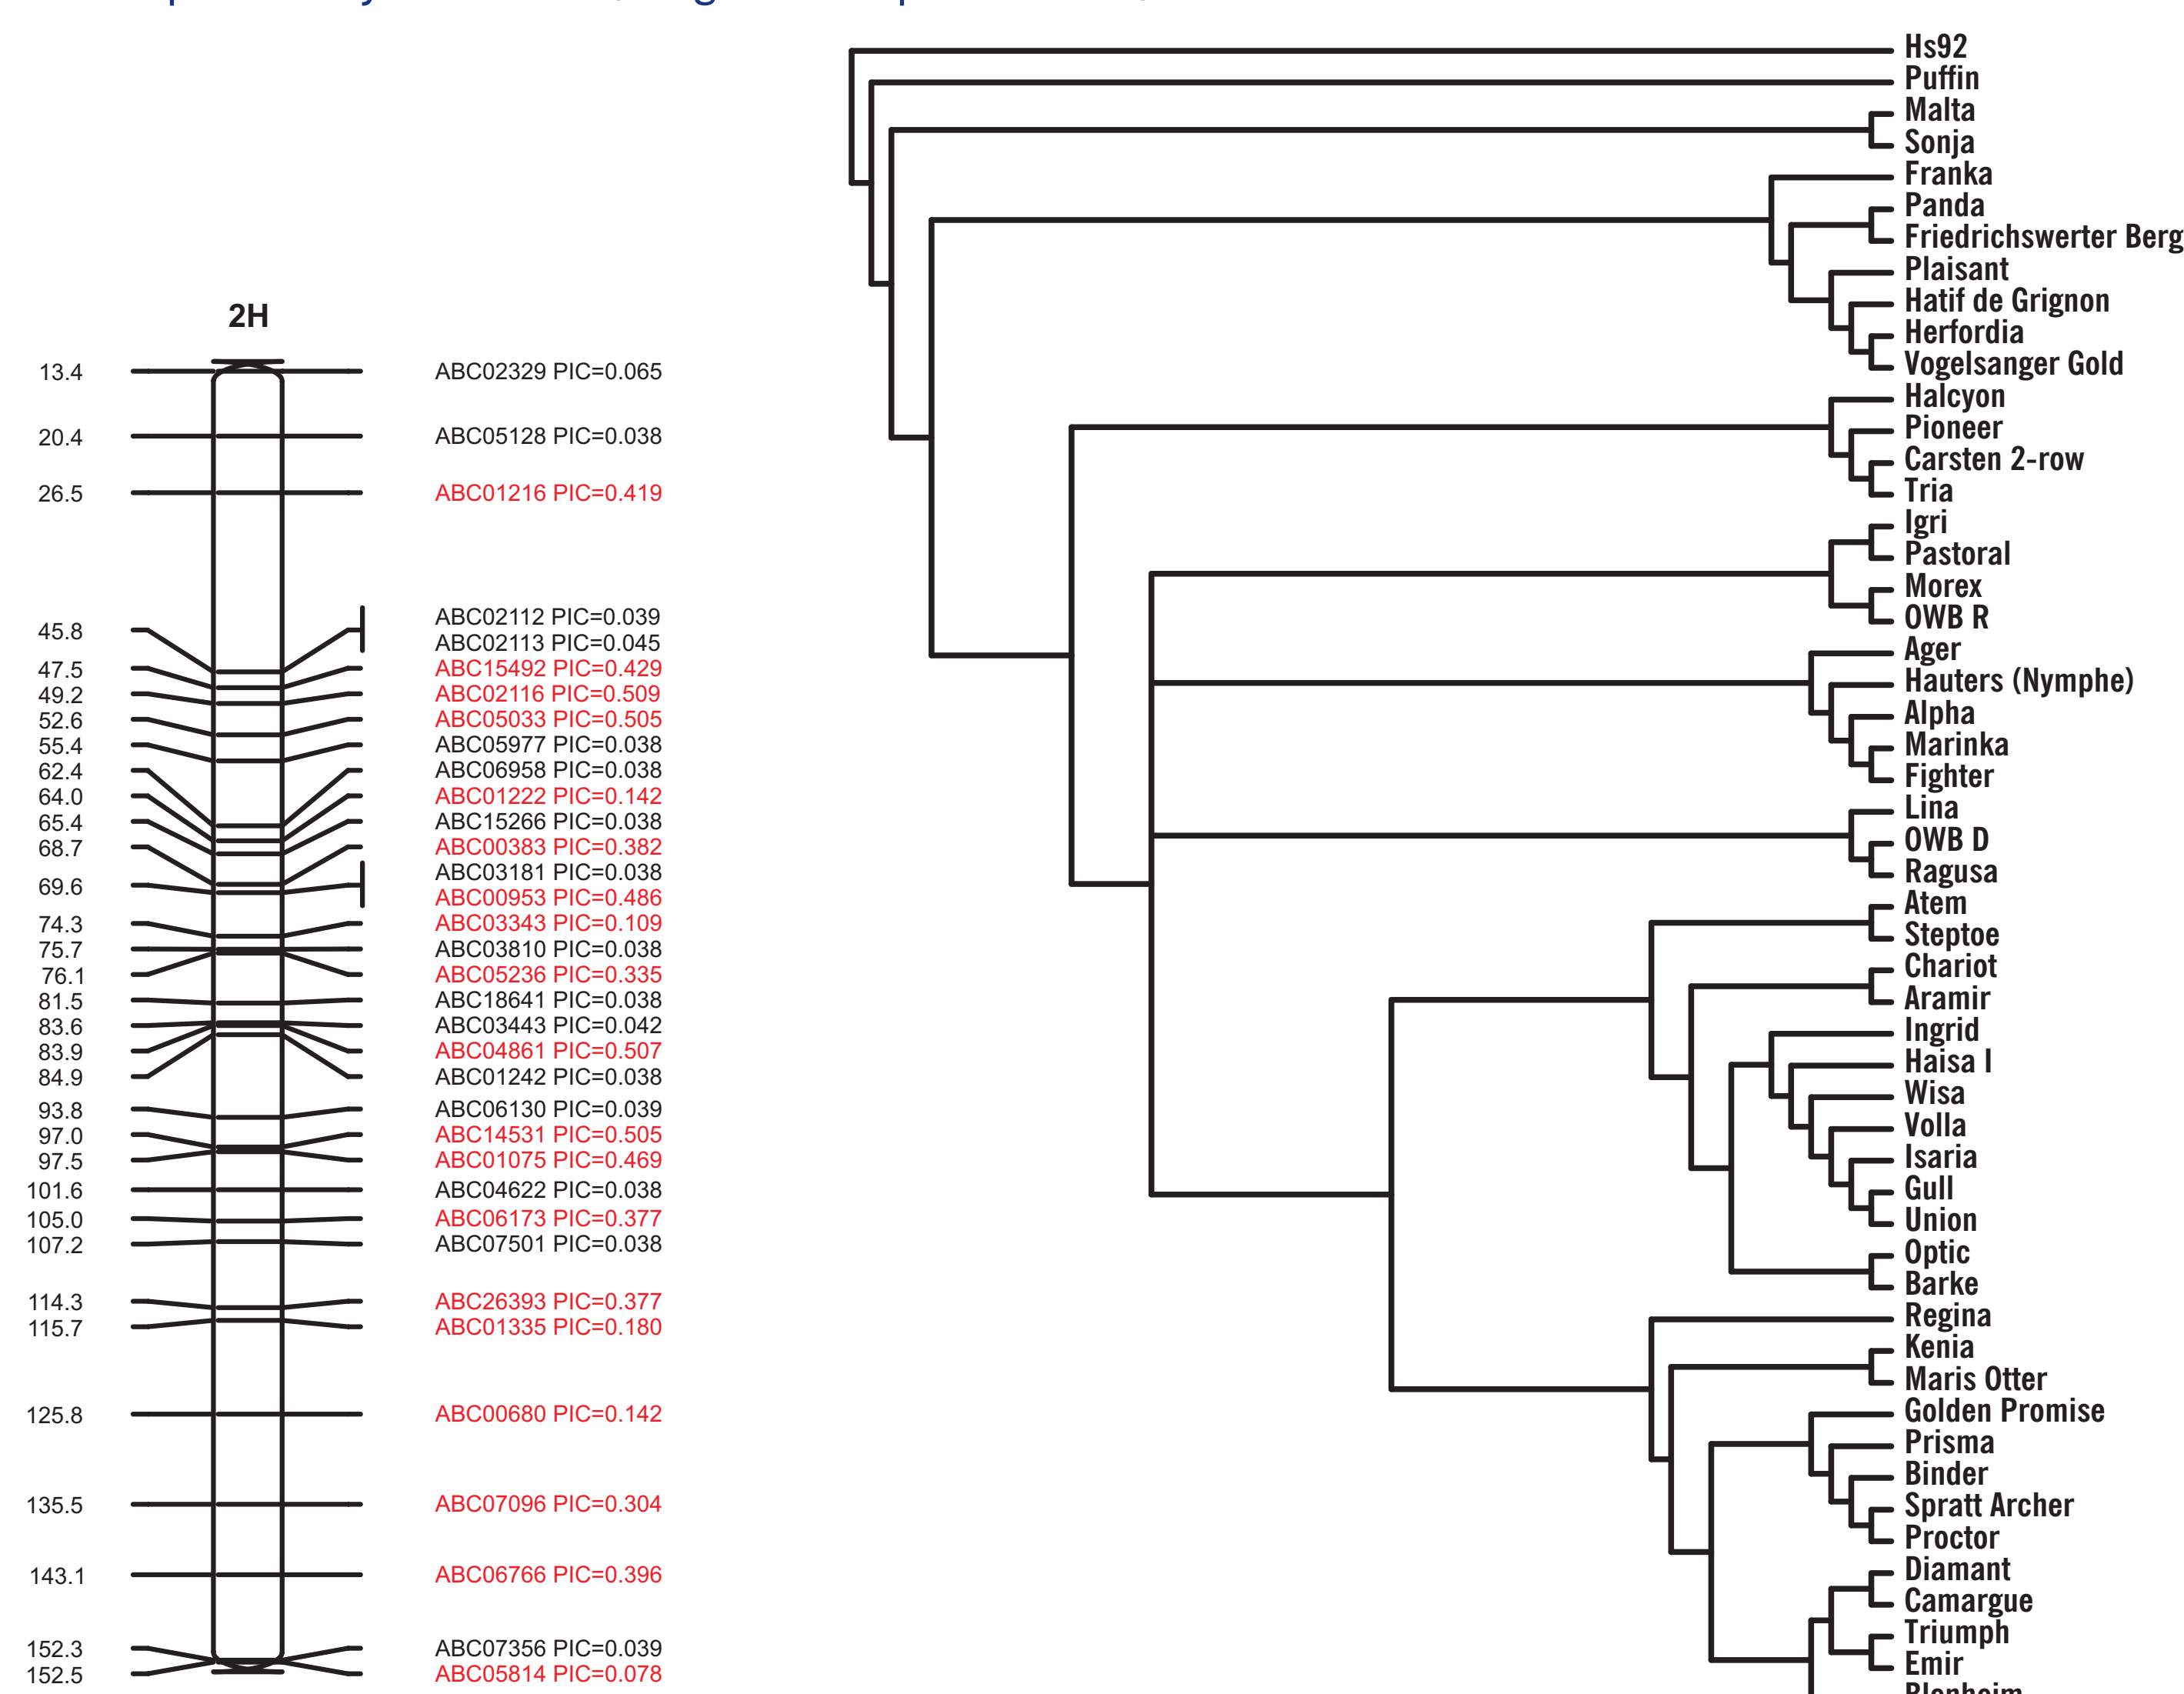 2H
13.4 ABC02329 PIC=0.065
20.4 ABC05128 PIC=0.038
26.5 ABC01216 PIC=0.419
ABC02112 PIC=0.039
45.8
ABC02113 PIC=0.045
47.5 ABC15492 PIC=0.429
49.2 ABC02116 PIC=0.509
52.6 ABC05033 PIC=0.505
55.4 ABC05977 PIC=0.038
62.4 ABC06958 PIC=0.038
64.0 ABC01222 PIC=0.142
65.4 ABC15266 PIC=0.038
68.7 ABC00383 PIC=0.382
ABC03181 PIC=0.038
69.6
ABC00953 PIC=0.486
74.3 ABC03343 PIC=0.109
75.7 ABC03810 PIC=0.038
76.1 ABC05236 PIC=0.335
81.5 ABC18641 PIC=0.038
83.6 ABC03443 PIC=0.042
83.9 ABC04861 PIC=0.507
84.9 ABC01242 PIC=0.038
93.8 ABC06130 PIC=0.039
97.0 ABC14531 PIC=0.505
97.5 ABC01075 PIC=0.469
101.6 ABC04622 PIC=0.038
105.0 ABC06173 PIC=0.377
107.2 ABC07501 PIC=0.038
114.3 ABC26393 PIC=0.377
115.7 ABC01335 PIC=0.180
125.8 ABC00680 PIC=0.142
135.5 ABC07096 PIC=0.304
143.1 ABC06766 PIC=0.396
152.3 ABC07356 PIC=0.039
152.5 ABC05814 PIC=0.078
Hs92
Puffin
Malta
Sonja
Franka
Panda
Friedrichswerter Berg
Plaisant
Hatif de Grignon
Herfordia
Vogelsanger Gold
Halcyon
Pioneer
Carsten 2-row
Tria
Igri
Pastoral
Morex
OWB R
Ager
Hauters (Nymphe)
Alpha
Marinka
Fighter
Lina
OWB D
Ragusa
Atem
Steptoe
Chariot
Aramir
Ingrid
Haisa I
Wisa
Volla
Isaria
Gull
Union
Optic
Barke
Regina
Kenia
Maris Otter
Golden Promise
Prisma
Binder
Spratt Archer
Proctor
Diamant
Camargue
Triumph
Emir
Blenheim